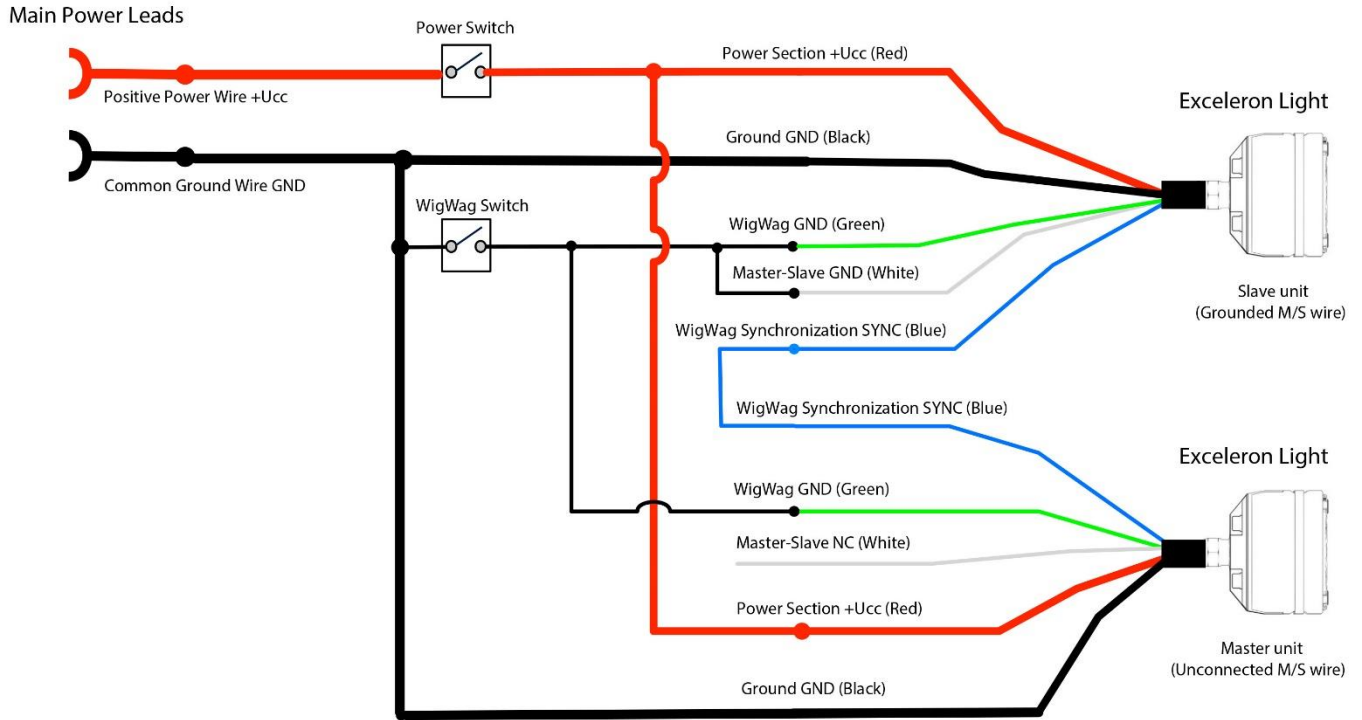 Main Power Leads
Power Switch
Power Section +Ucc (Red)
Positive Power Wire +Ucc
Exceleron Light
Ground GND (Black)
Common Ground Wire GND
WigWag Switch
WigWag GND (Green)
Master-Slave GND (White)
Slave unit
(Grounded M/S wire)
WigWag Synchronization SYNC (Blue)
WigWag Synchronization SYNC (Blue)
Exceleron Light
WigWag GND (Green)
Master-Slave NC (White)
Power Section +Ucc (Red)
Master unit
(Unconnected M/S wire)
Ground GND (Black)